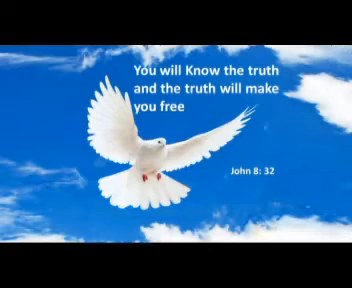 You will Know the truth
and the truth will make
you free
John 8: 32